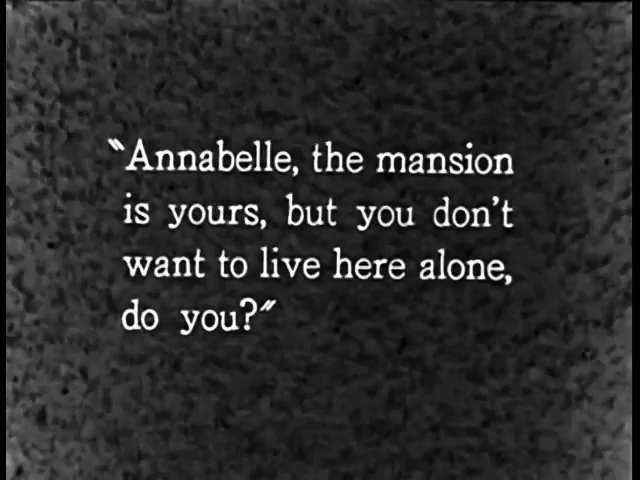 "Annabelle, the mansion
is yours, but you don't
want to live here alone,
do you?"